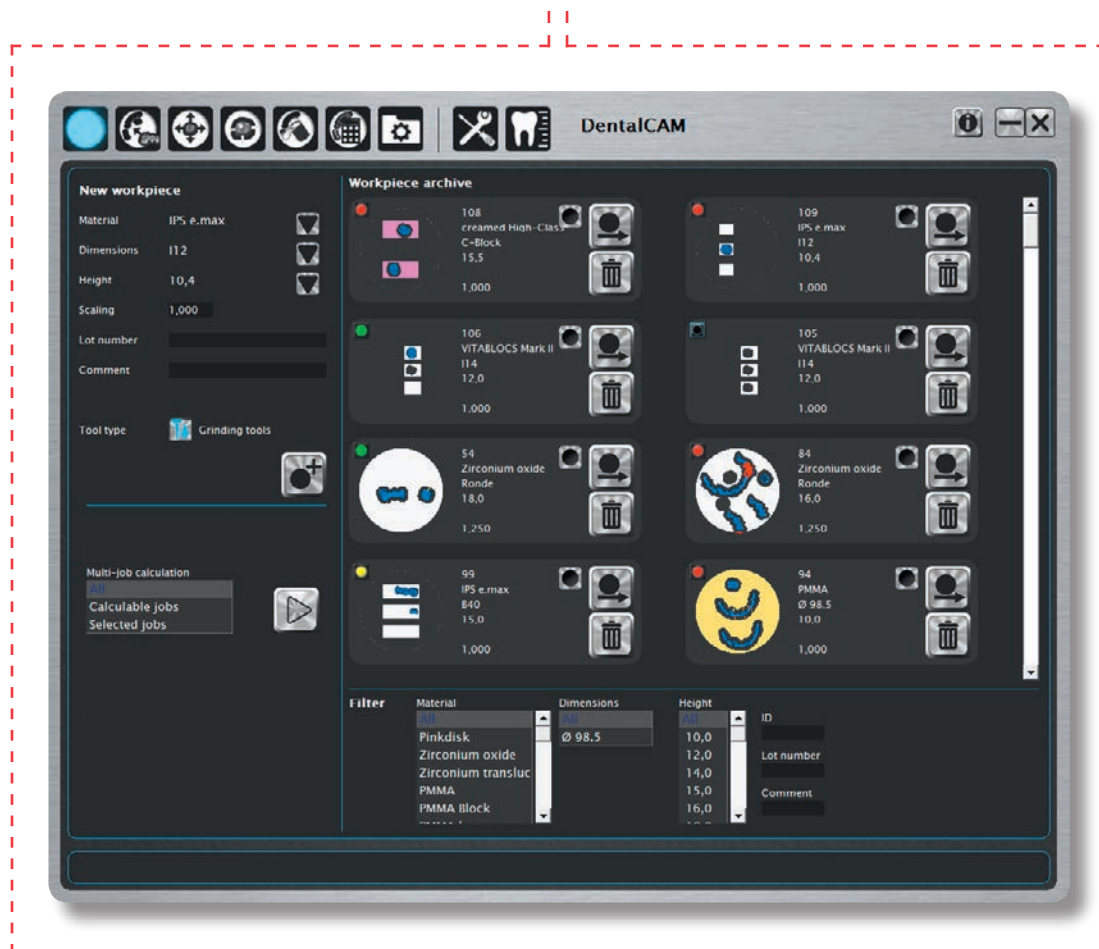 DentalCAM
New workpiece
Material IPS e.max
Dimensions I12
Height 10,4
Scaling 1,000
Lot number
Comment
Tool type Grinding tools
Multi-job calculation
All
Calculable jobs
Selected jobs
Workpiece archive
108
creamed High-Class
C-Block
15,5
1,000
109
IPS e.max
I12
10,4
1,000
106
VITABLOCS Mark II
I14
12,0
1.000
105
VITABLOCS Mark II
I14
12,0
1.000
54
Zirconium oxide
Ronde
18,0
1,250
84
Zirconium oxide
Ronde
16,0
1,250
99
IPS e.max
B40
15,0
1,000
94
PMMA
Ø 98.5
10,0
1,000
Filter
Material
All
Pinkdisk
Zirconium oxide
Zirconium transluc
PMMA
PMMA Block
Dimensions
All
Ø 98.5
Height
All
10,0
12,0
14,0
15,0
16,0
ID
Lot number
Comment